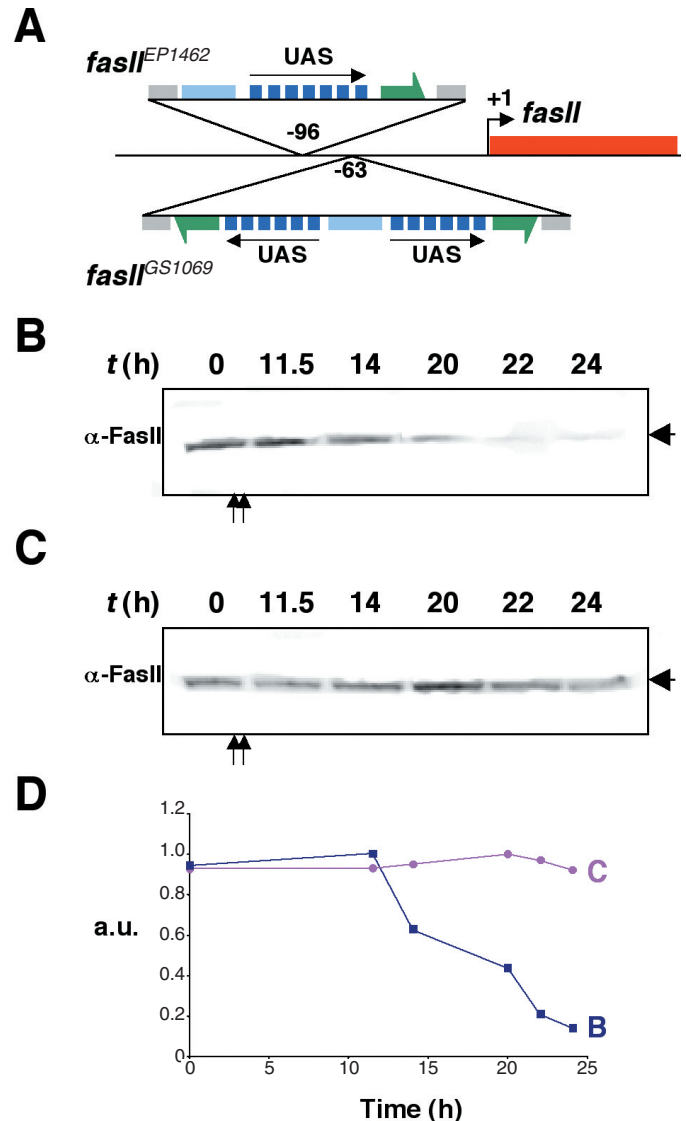 A
fasII^EP1462
UAS
+1
fasII
-96
-63
UAS
UAS
fasII^GS1069
B
t (h) 0 11.5 14 20 22 24
α-FasII
C
t (h) 0 11.5 14 20 22 24
α-FasII
D
1.2
1.0
0.8
0.6
0.4
0.2
0
a.u.
C
B
0 5 10 15 20 25
Time (h)